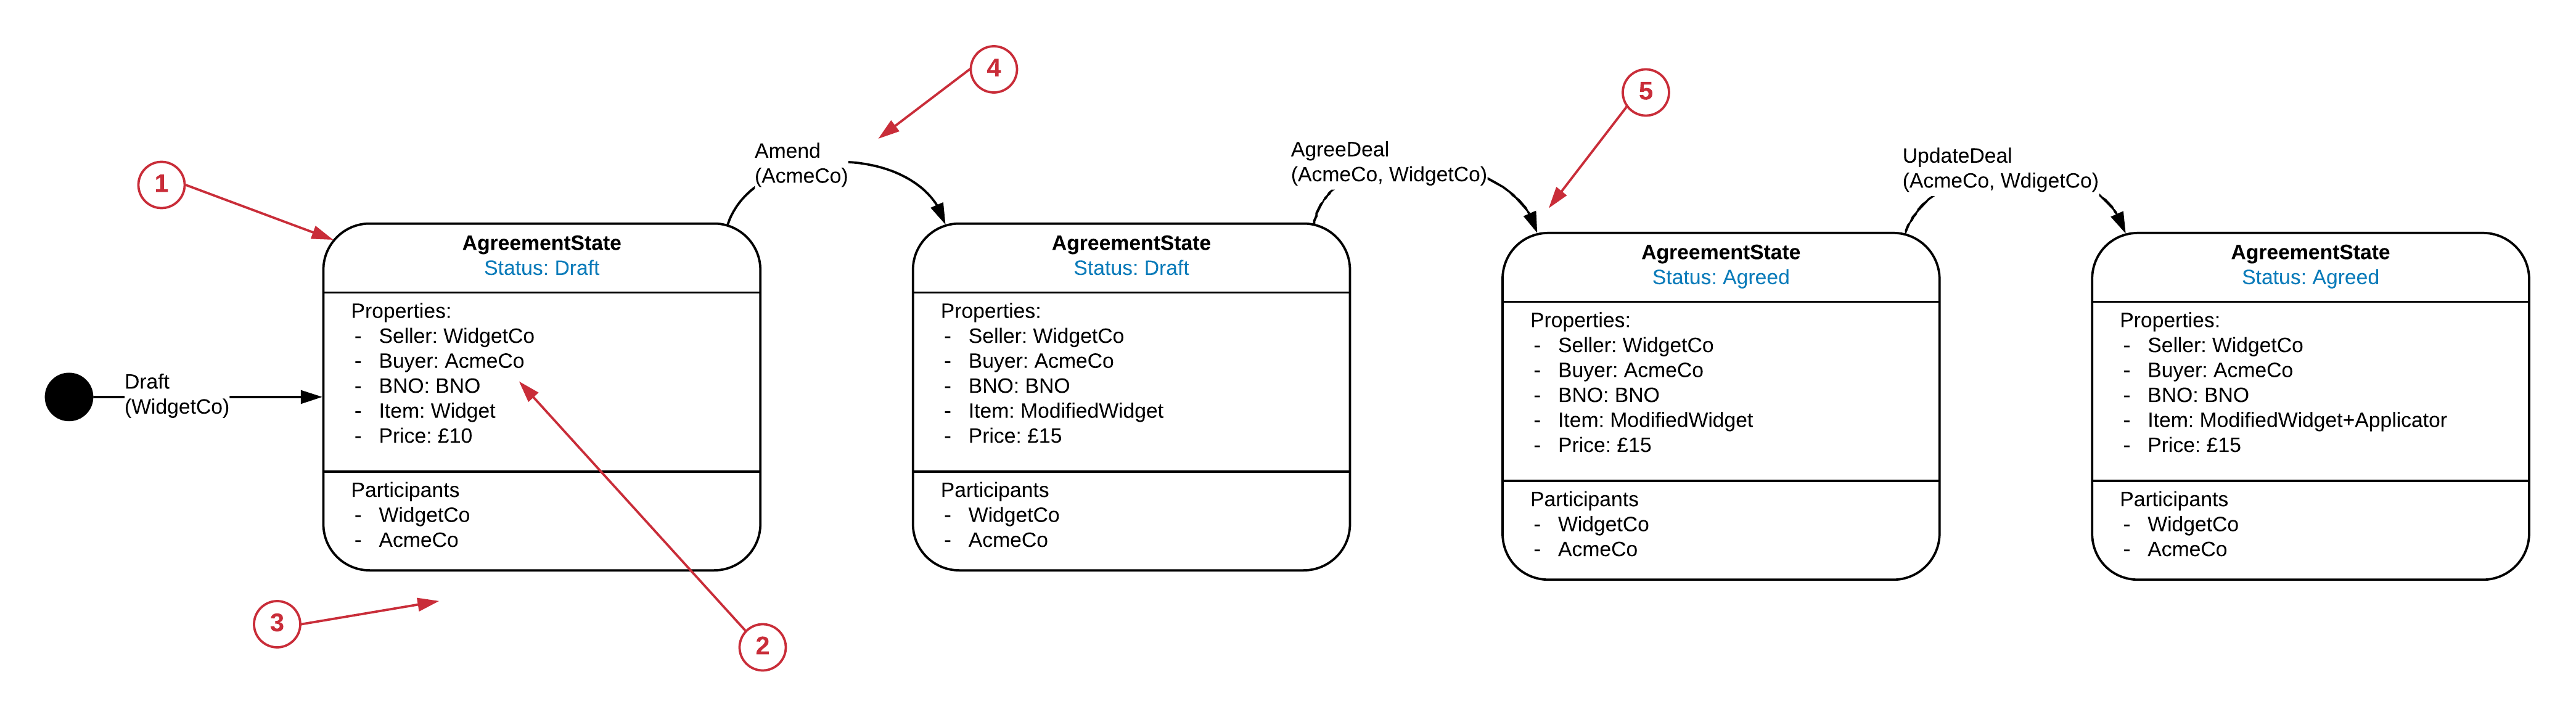 4
5
Amend
(AcmeCo)
AgreeDeal
(AcmeCo, WidgetCo)
UpdateDeal
(AcmeCo, WdigetCo)
1
Draft
(WidgetCo)
AgreementState
Status: Draft
Properties:
- Seller: WidgetCo
- Buyer: AcmeCo
- BNO: BNO
- Item: Widget
- Price: £10
Participants
- WidgetCo
- AcmeCo
3
2
AgreementState
Status: Draft
Properties:
- Seller: WidgetCo
- Buyer: AcmeCo
- BNO: BNO
- Item: ModifiedWidget
- Price: £15
Participants
- WidgetCo
- AcmeCo
AgreementState
Status: Agreed
Properties:
- Seller: WidgetCo
- Buyer: AcmeCo
- BNO: BNO
- Item: ModifiedWidget
- Price: £15
Participants
- WidgetCo
- AcmeCo
AgreementState
Status: Agreed
Properties:
- Seller: WidgetCo
- Buyer: AcmeCo
- BNO: BNO
- Item: ModifiedWidget+Applicator
- Price: £15
Participants
- WidgetCo
- AcmeCo